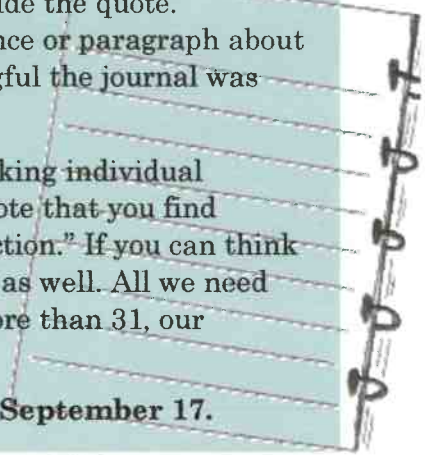 ide the quote.
nce or paragraph about
gful the journal was
king individual
ote that you find
ction." If you can think
as well. All we need
ore than 31, our
September 17.